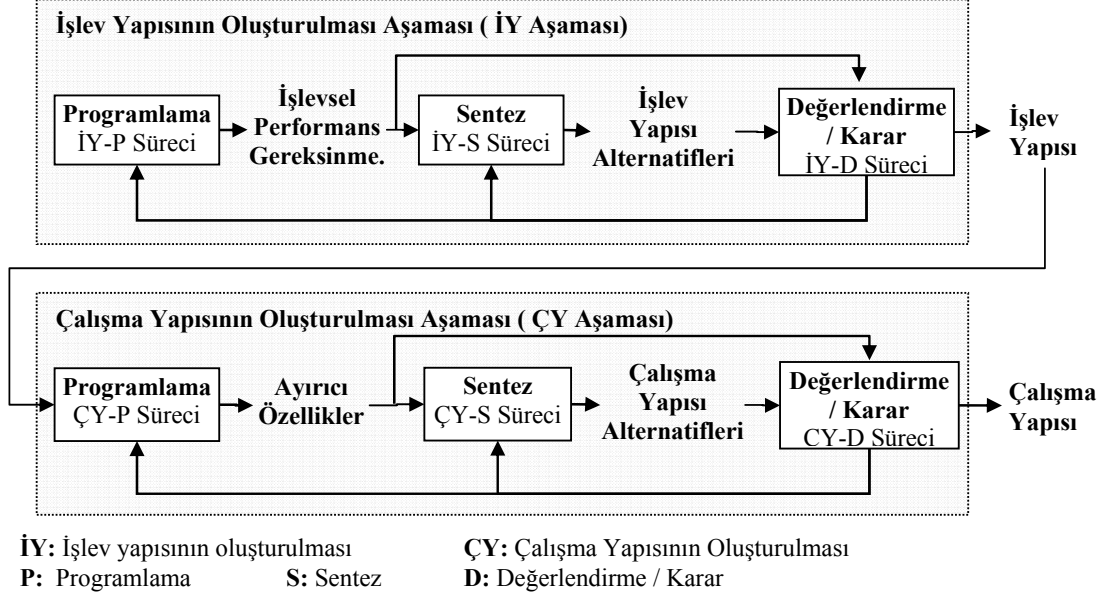 İşlev Yapısının Oluşturulması Aşaması ( İY Aşaması)
Programlama
İY-P Süreci
İşlevsel
Performans
Gereksinme.
Sentez
İY-S Süreci
İşlev
Yapısı
Alternatifleri
Değerlendirme
/ Karar
İY-D Süreci
İşlev
Yapısı
Çalışma Yapısının Oluşturulması Aşaması ( ÇY Aşaması)
Programlama
ÇY-P Süreci
Ayırıcı
Özellikler
Sentez
ÇY-S Süreci
Çalışma
Yapısı
Alternatifleri
Değerlendirme
/ Karar
CY-D Süreci
Çalışma
Yapısı
İY: İşlev yapısının oluşturulması ÇY: Çalışma Yapısının Oluşturulması
P: Programlama S: Sentez D: Değerlendirme / Karar